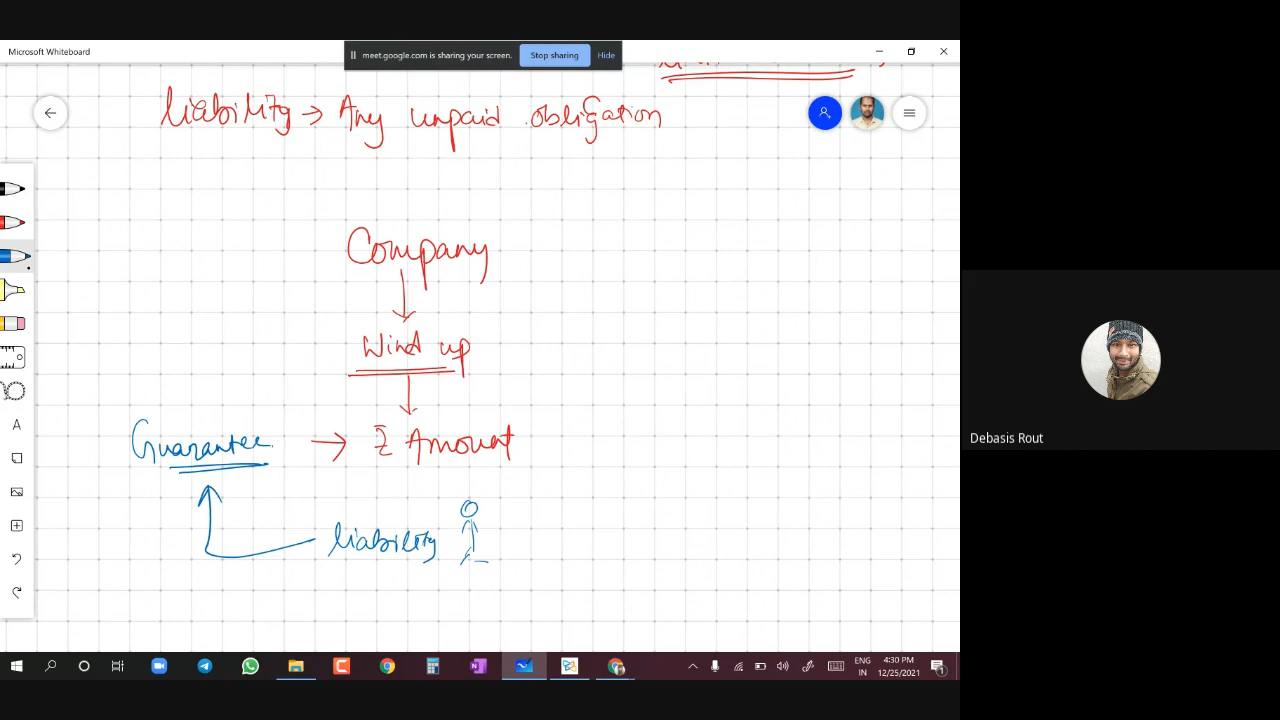 Microsoft Whiteboard
meet.google.com is sharing your screen.
Stop sharing
Hide
liability → Any unpaid obligation
Company
Wind up
Guarantee → Amount
liability
Debasis Rout
A
ENG
IN
4:30 PM
12/25/2021
1